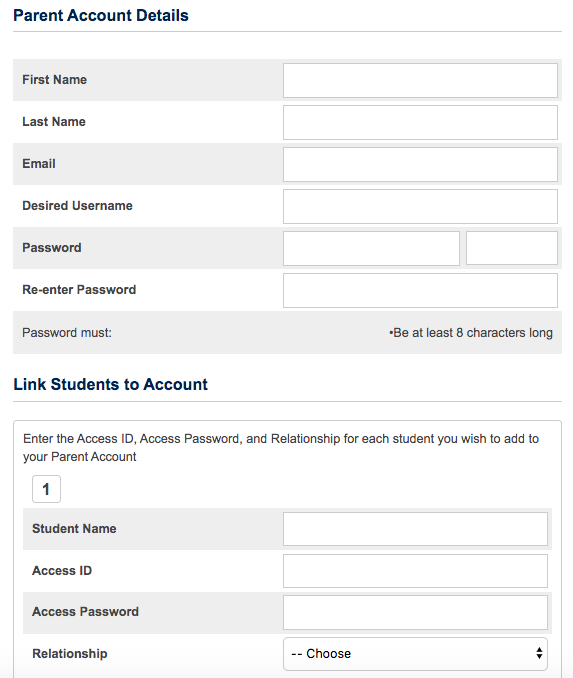 Parent Account Details
First Name
Last Name
Email
Desired Username
Password
Re-enter Password
Password must: •Be at least 8 characters long
Link Students to Account
Enter the Access ID, Access Password, and Relationship for each student you wish to add to
your Parent Account
1
Student Name
Access ID
Access Password
Relationship -- Choose